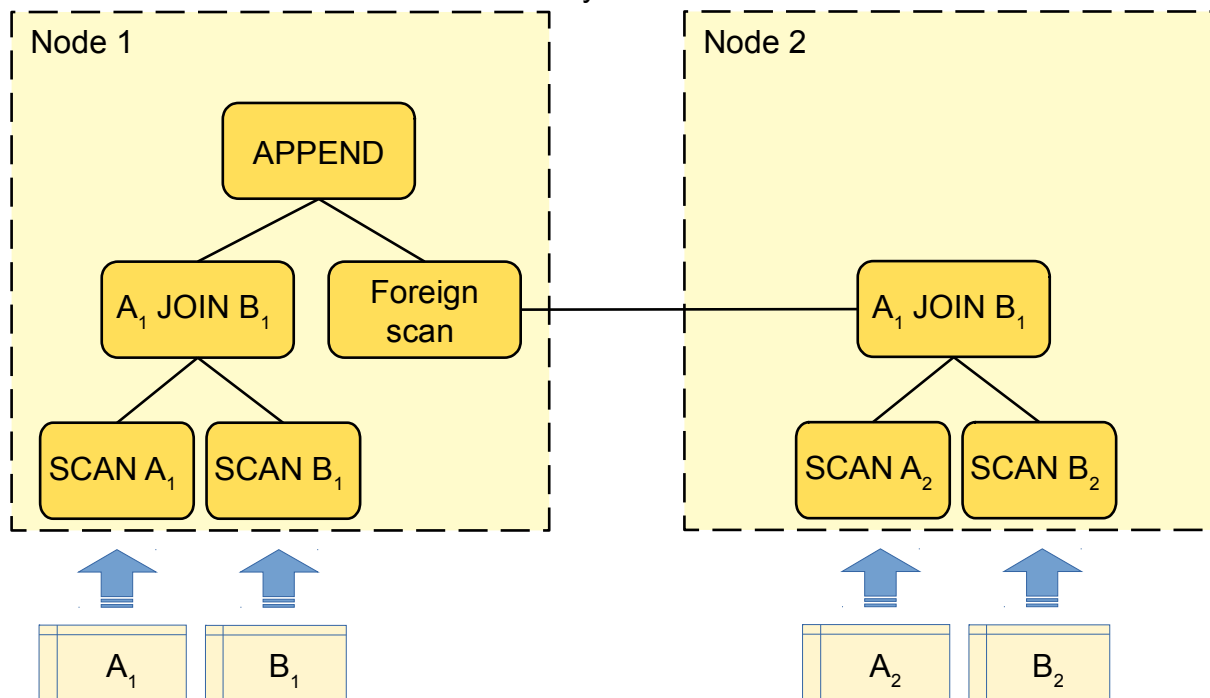 Node 1
Node 2
APPEND
A₁ JOIN B₁
Foreign
scan
A₁ JOIN B₁
SCAN A₁
SCAN B₁
SCAN A₂
SCAN B₂
A₁
B₁
A₂
B₂